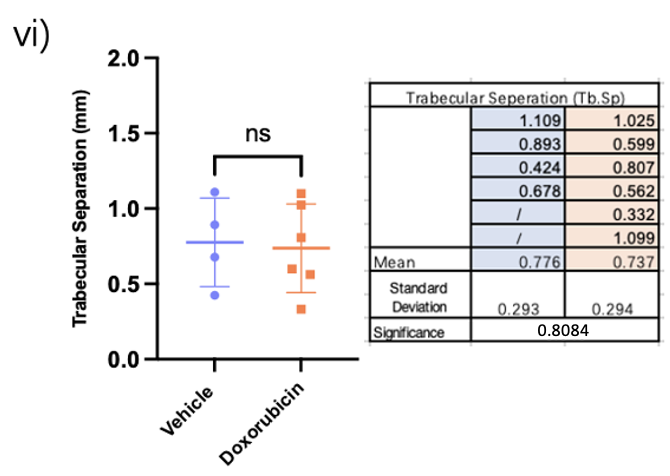 vi)
2.0
1.5
1.0
0.5
0.0
Trabecular Separation (mm)
ns
Vehicle
Doxorubicin
Trabecular Seperation (Tb.Sp)
1.109 1.025
0.893 0.599
0.424 0.807
0.678 0.562
/ 0.332
/ 1.099
Mean 0.776 0.737
Standard
Deviation 0.293 0.294
Significance 0.8084